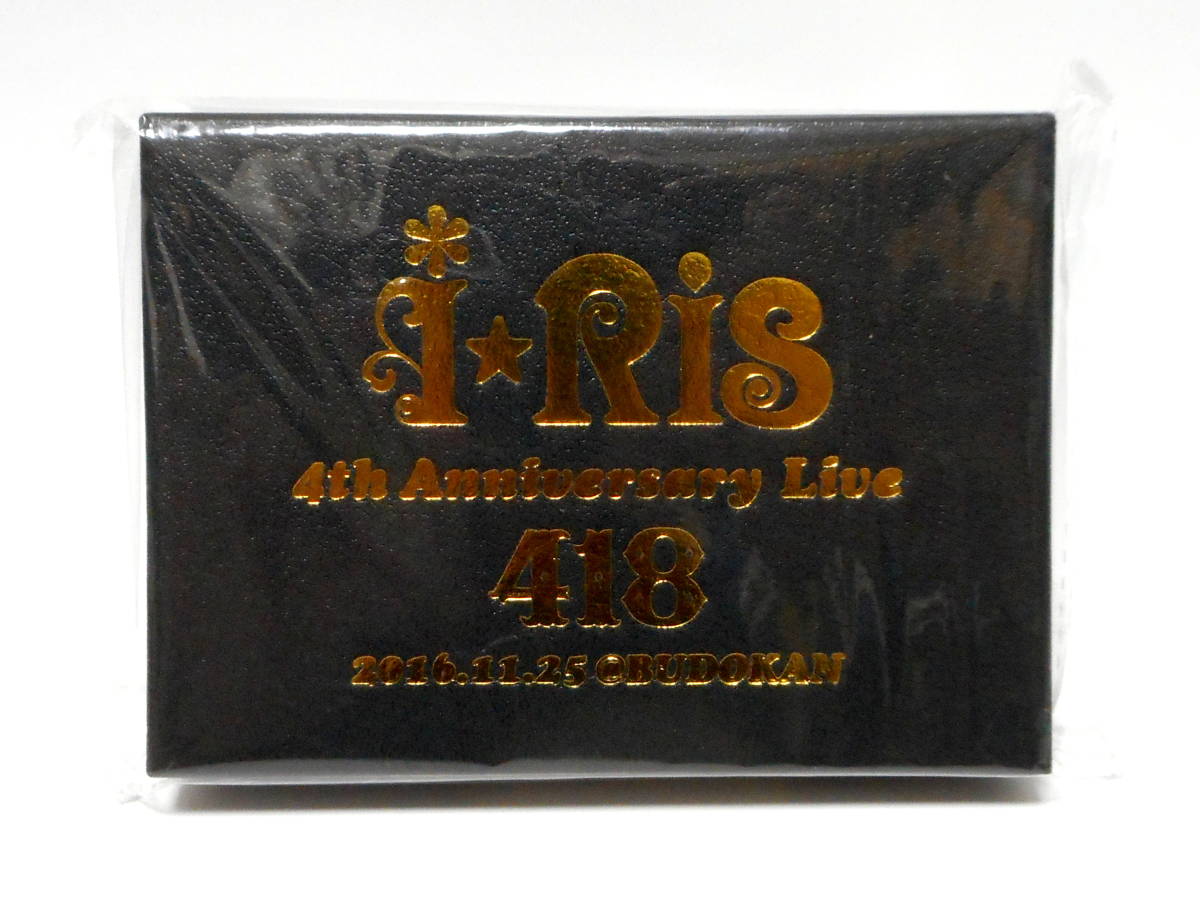 i★Ris
4th Anniversary Live
418
2016.11.25@BUDOKAN